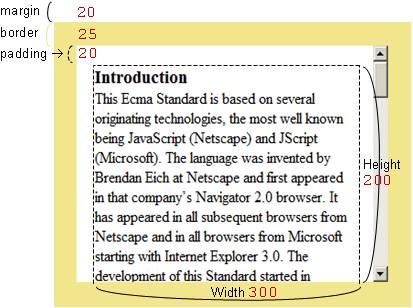 margin ( 20
border ( 25
padding → ( 20
Introduction
This Ecma Standard is based on several
originating technologies, the most well known
being JavaScript (Netscape) and JScript
(Microsoft). The language was invented by
Brendan Eich at Netscape and first appeared
in that company's Navigator 2.0 browser. It
has appeared in all subsequent browsers from
Netscape and in all browsers from Microsoft
starting with Internet Explorer 3.0. The
development of this Standard started in
Height
200
Width 300